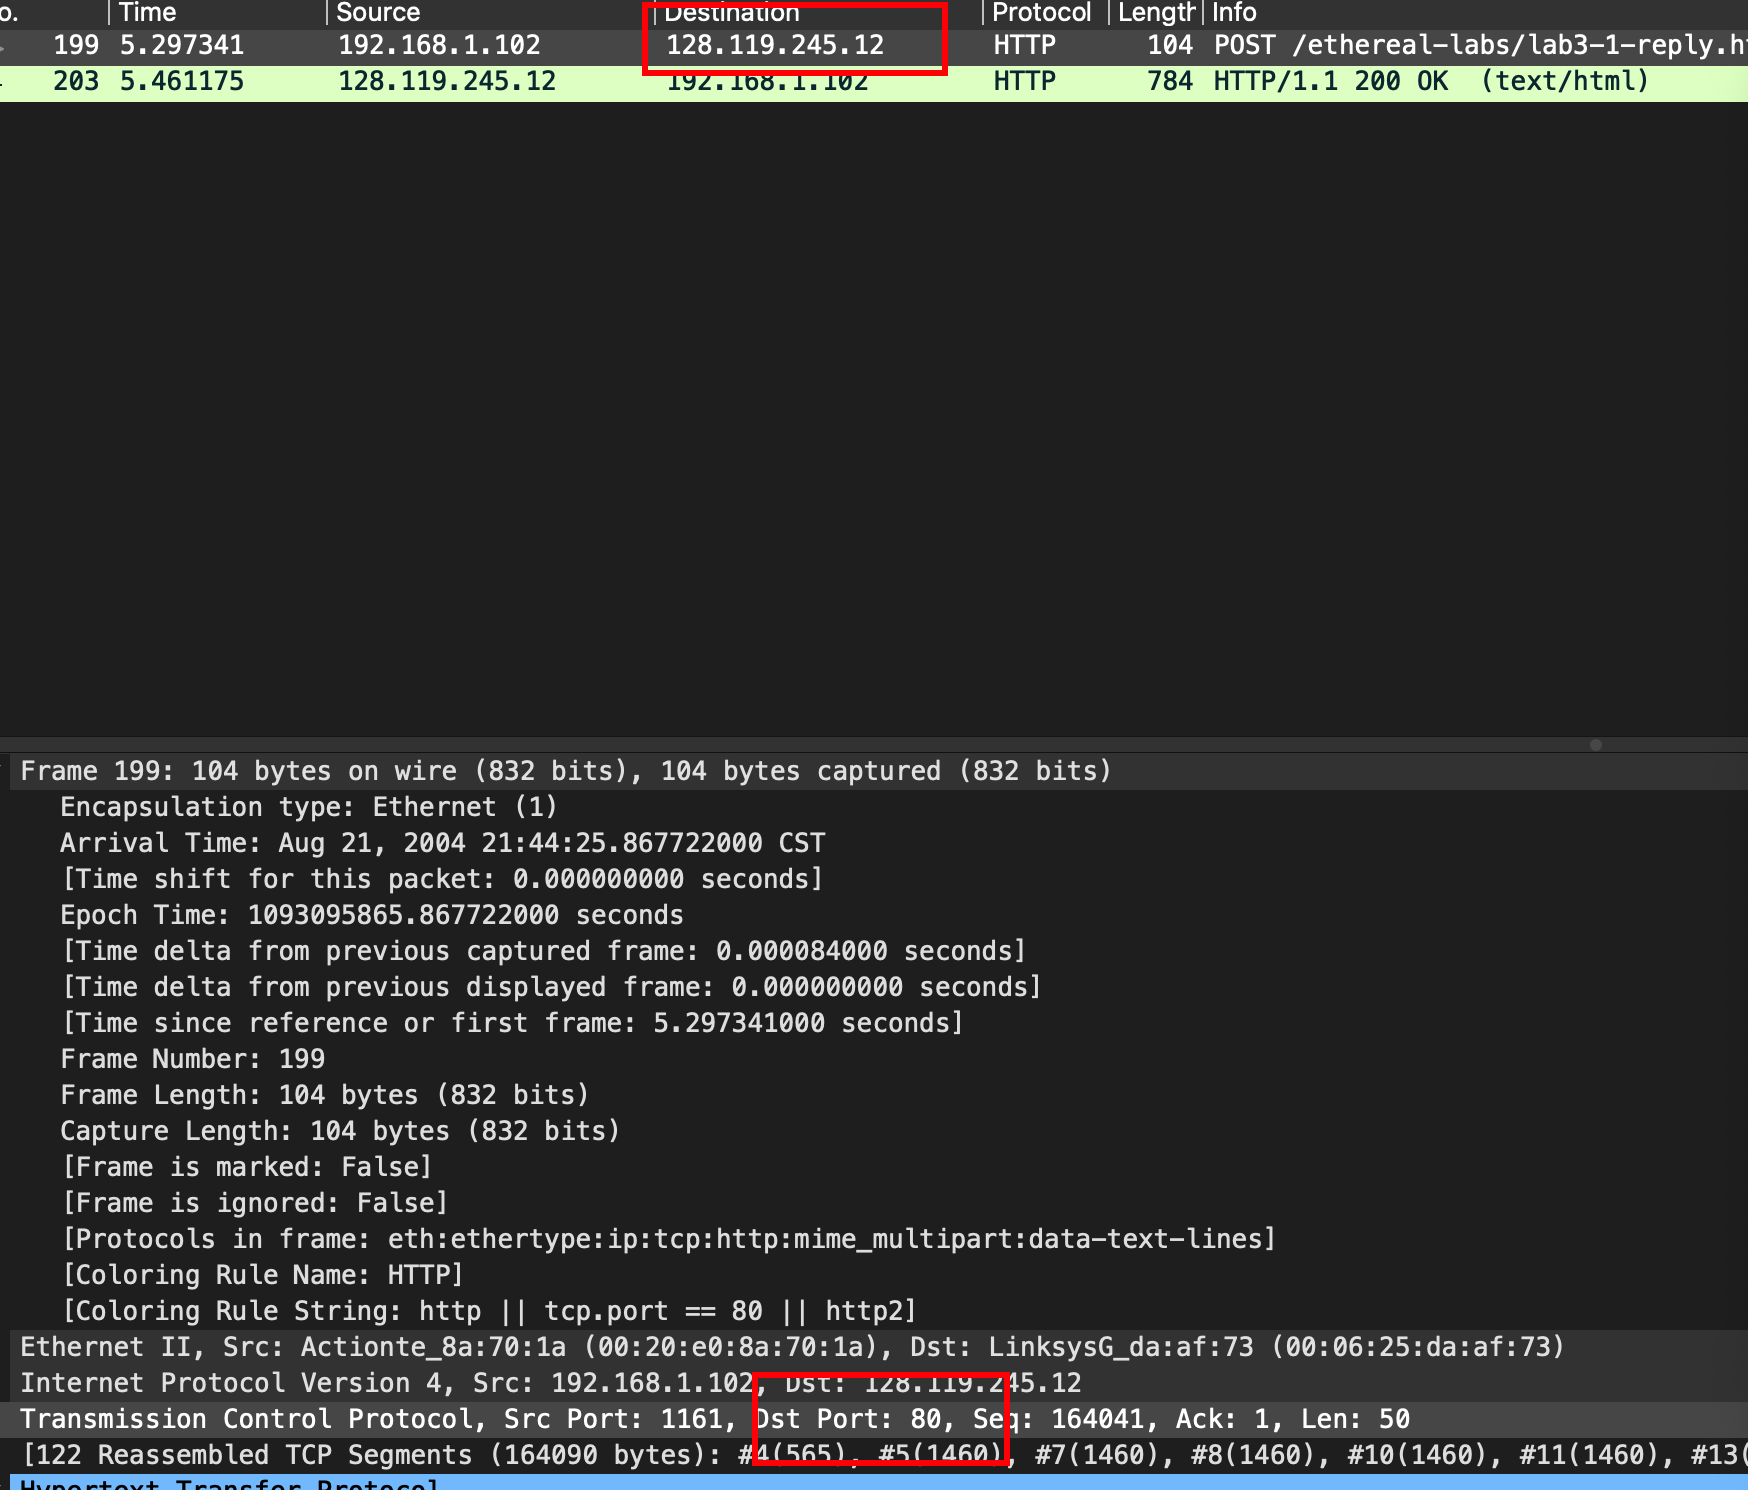 o. Time Source Destination Protocol Length Info
199 5.297341 192.168.1.102 128.119.245.12 HTTP 104 POST /ethereal-labs/lab3-1-reply.h
203 5.461175 128.119.245.12 192.168.1.102 HTTP 784 HTTP/1.1 200 OK (text/html)
Frame 199: 104 bytes on wire (832 bits), 104 bytes captured (832 bits)
Encapsulation type: Ethernet (1)
Arrival Time: Aug 21, 2004 21:44:25.867722000 CST
[Time shift for this packet: 0.000000000 seconds]
Epoch Time: 1093095865.867722000 seconds
[Time delta from previous captured frame: 0.000084000 seconds]
[Time delta from previous displayed frame: 0.000000000 seconds]
[Time since reference or first frame: 5.297341000 seconds]
Frame Number: 199
Frame Length: 104 bytes (832 bits)
Capture Length: 104 bytes (832 bits)
[Frame is marked: False]
[Frame is ignored: False]
[Protocols in frame: eth:ethertype:ip:tcp:http:mime_multipart:data-text-lines]
[Coloring Rule Name: HTTP]
[Coloring Rule String: http || tcp.port == 80 || http2]
Ethernet II, Src: Actionte_8a:70:1a (00:20:e0:8a:70:1a), Dst: LinksysG_da:af:73 (00:06:25:da:af:73)
Internet Protocol Version 4, Src: 192.168.1.102, Dst: 128.119.245.12
Transmission Control Protocol, Src Port: 1161, Dst Port: 80, Seq: 164041, Ack: 1, Len: 50
[122 Reassembled TCP Segments (164090 bytes): #4(565), #5(1460), #7(1460), #8(1460), #10(1460), #11(1460), #13(
Hypertext Transfer Protocol]